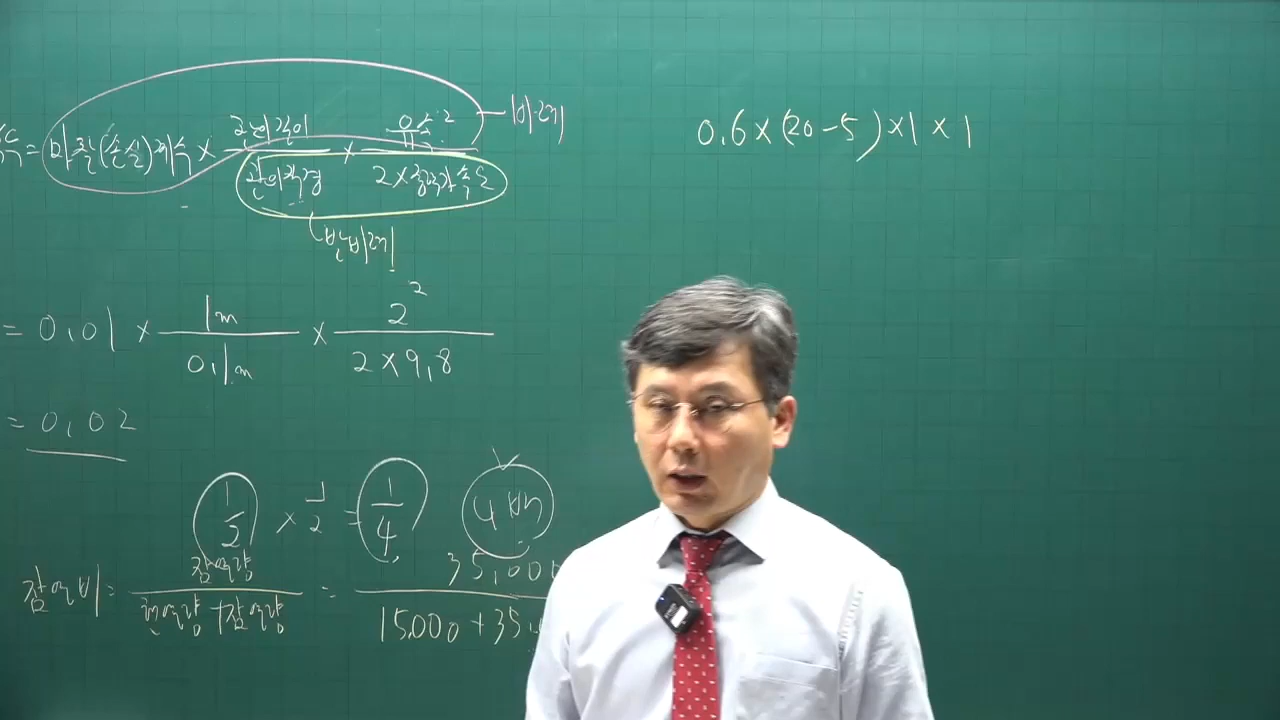 = 마찰(손실)계수 × 관의길이 × 유속² — 비례
관의직경 2×중력가속도
반비례
= 0.01 × 1m × 2²
0.1m 2×9.8
= 0.02
1/2 × 1/2 = 1/4 4배
잠열비 = 잠열량 = 35,000
현열량+잠열량 15,000+35,
0.6×(20-5)×1×1